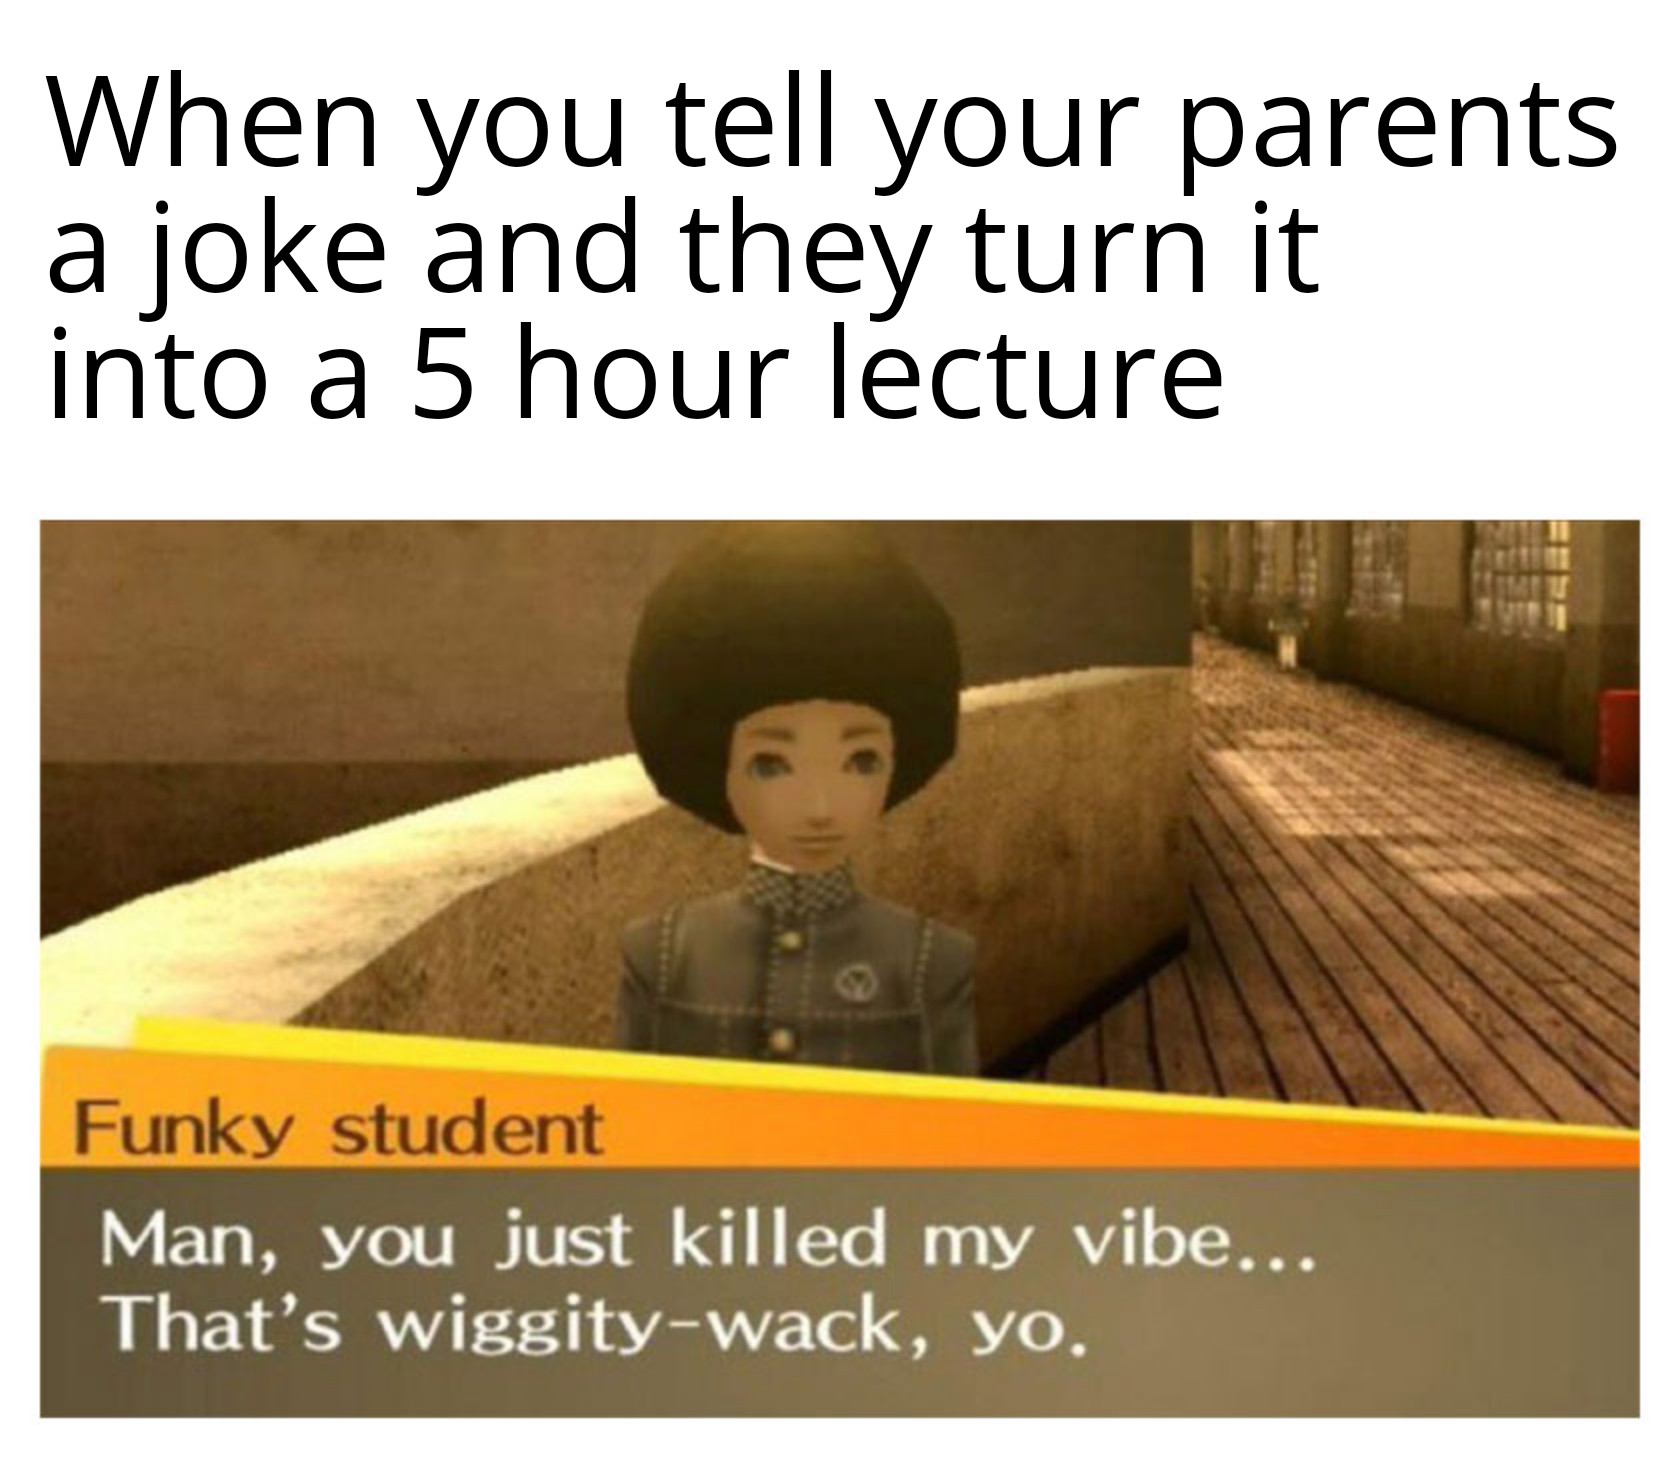 When you tell your parents
a joke and they turn it
into a 5 hour lecture
Funky student
Man, you just killed my vibe...
That's wiggity-wack, yo.